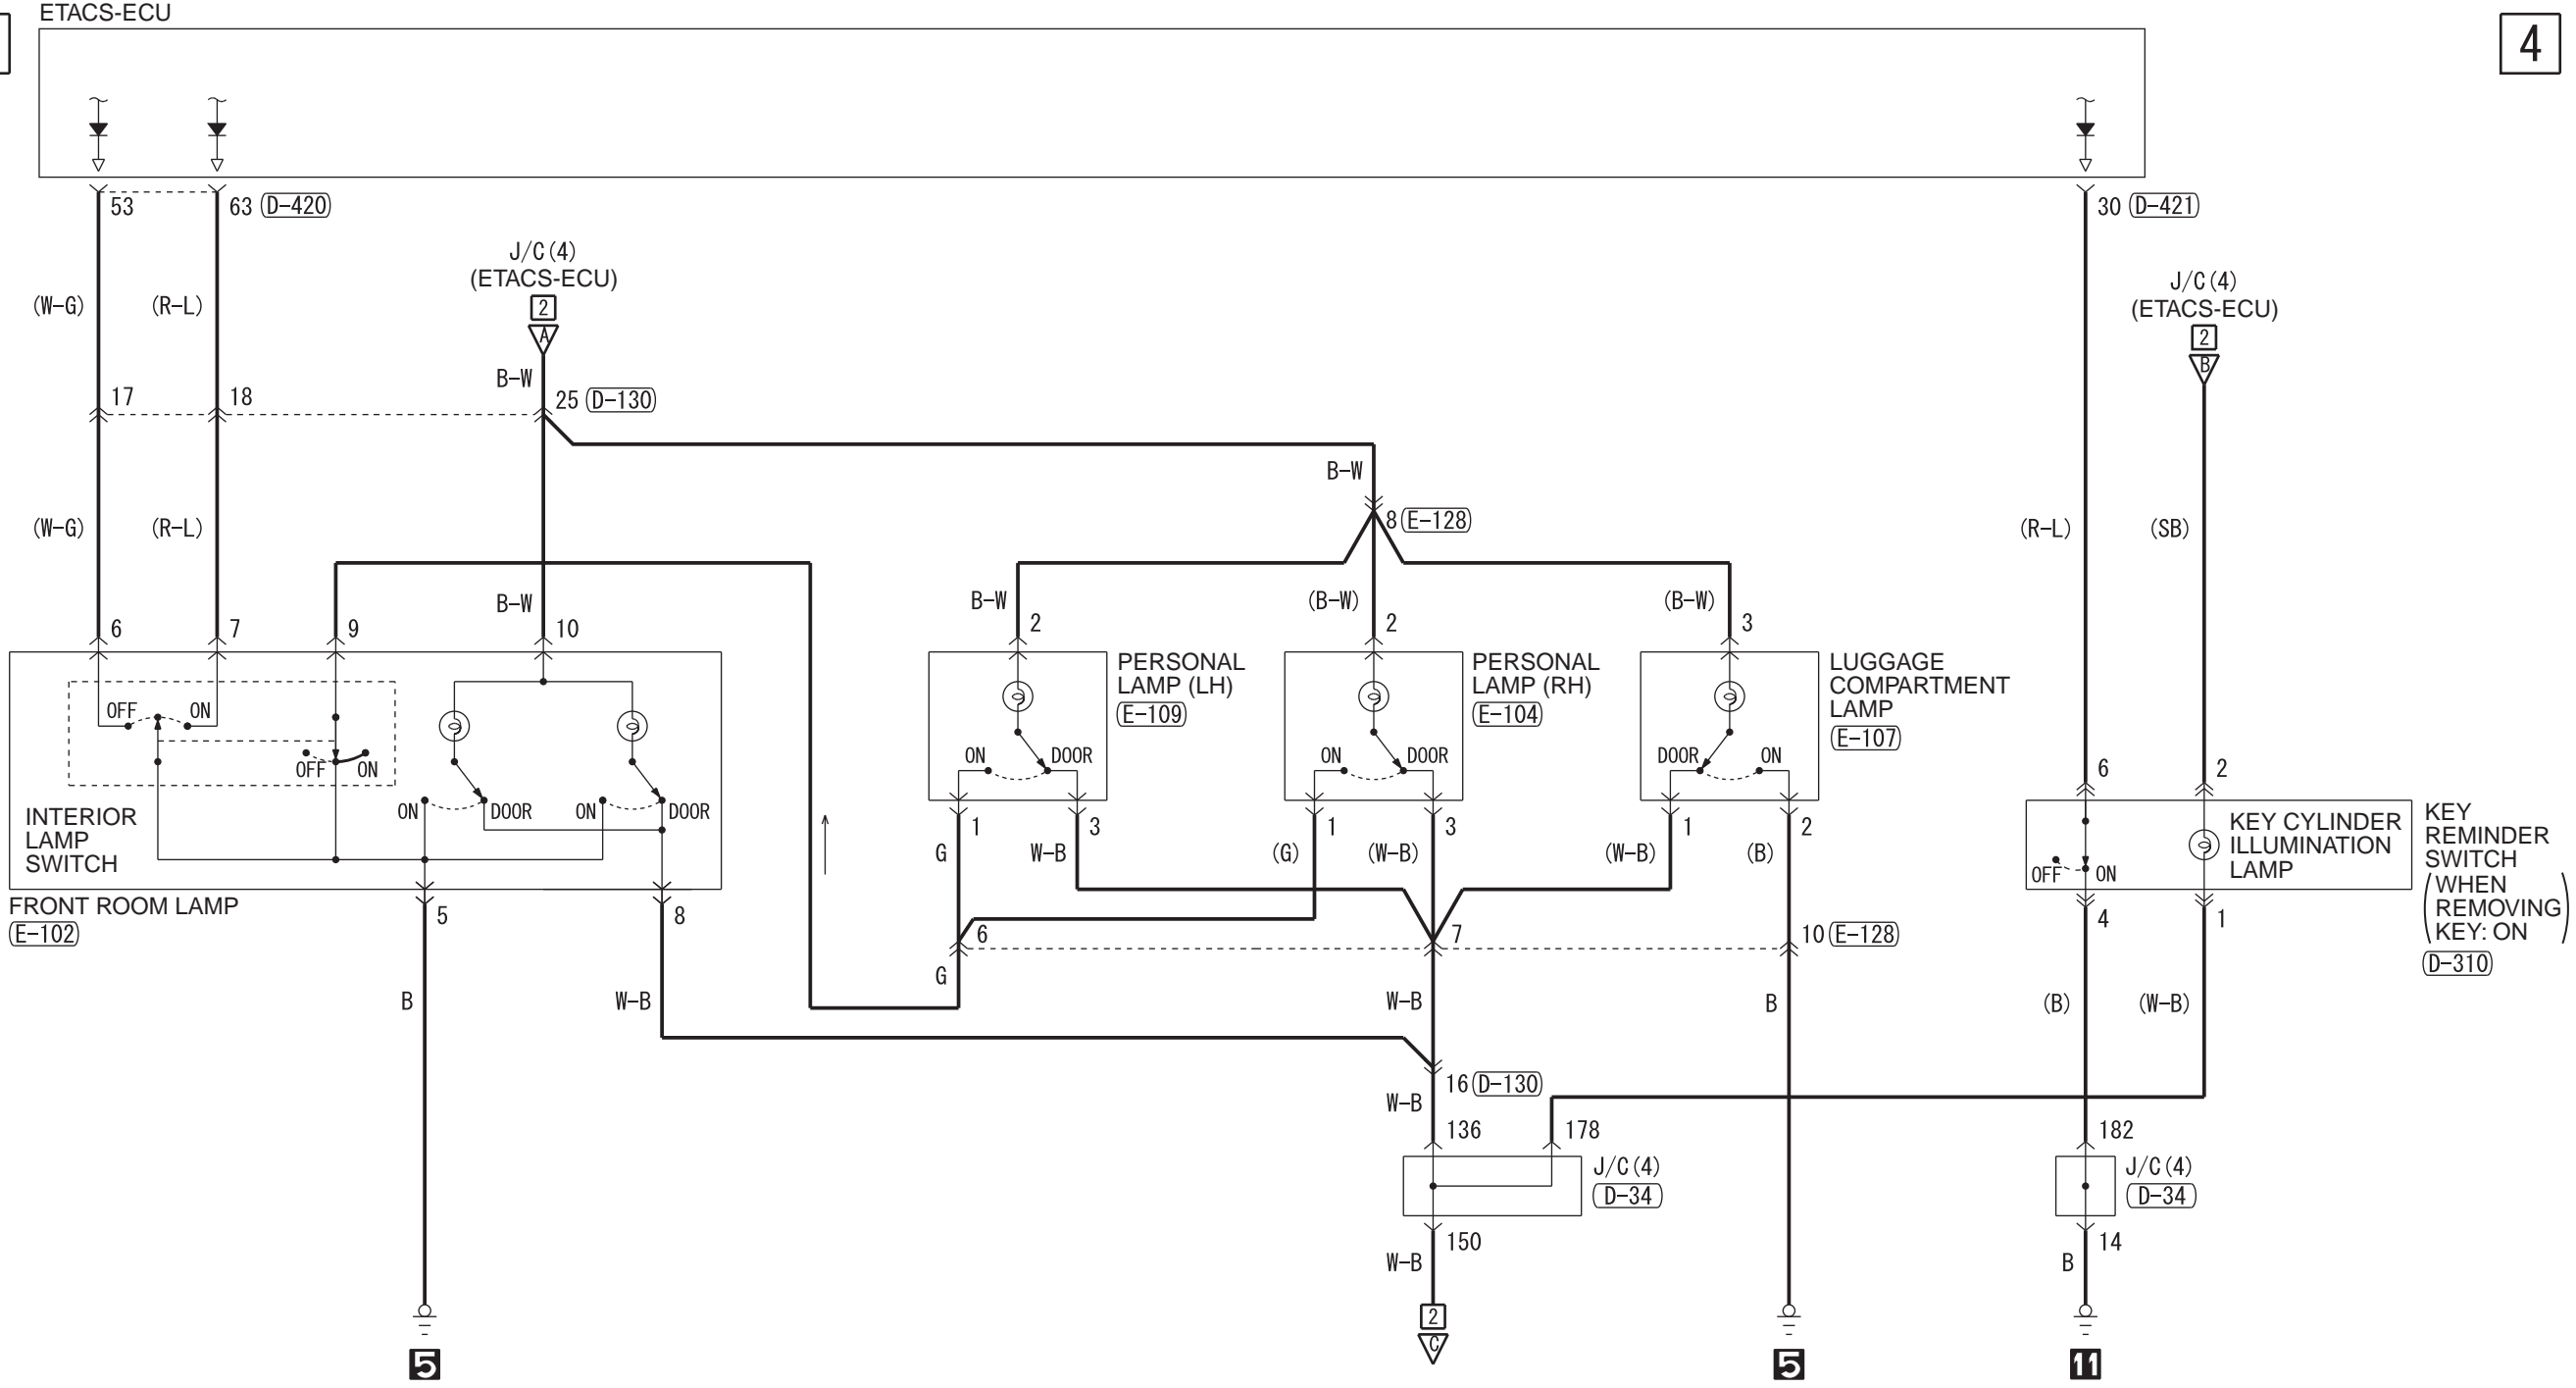 ETACS-ECU
4
53
63 (D-420)
30 (D-421)
J/C(4)
(ETACS-ECU)
2
A
J/C(4)
(ETACS-ECU)
2
B
(W-G)
(R-L)
B-W
17
18
25 (D-130)
B-W
8 (E-128)
(W-G)
(R-L)
(R-L)
(SB)
B-W
B-W
(B-W)
(B-W)
6
7
9
10
2
2
3
PERSONAL
LAMP (LH)
(E-109)
PERSONAL
LAMP (RH)
(E-104)
LUGGAGE
COMPARTMENT
LAMP
(E-107)
OFF
ON
OFF
ON
ON
DOOR
ON
DOOR
INTERIOR
LAMP
SWITCH
FRONT ROOM LAMP
(E-102)
ON
DOOR
ON
DOOR
DOOR
ON
6
2
OFF
ON
KEY CYLINDER
ILLUMINATION
LAMP
KEY
REMINDER
SWITCH
(WHEN
REMOVING
KEY: ON)
(D-310)
1
3
1
3
1
2
G
W-B
(G)
(W-B)
(W-B)
(B)
5
8
6
7
10 (E-128)
4
1
G
B
W-B
W-B
B
(B)
(W-B)
16 (D-130)
W-B
136
178
182
J/C(4)
(D-34)
J/C(4)
(D-34)
150
14
W-B
B
2
C
5
5
11